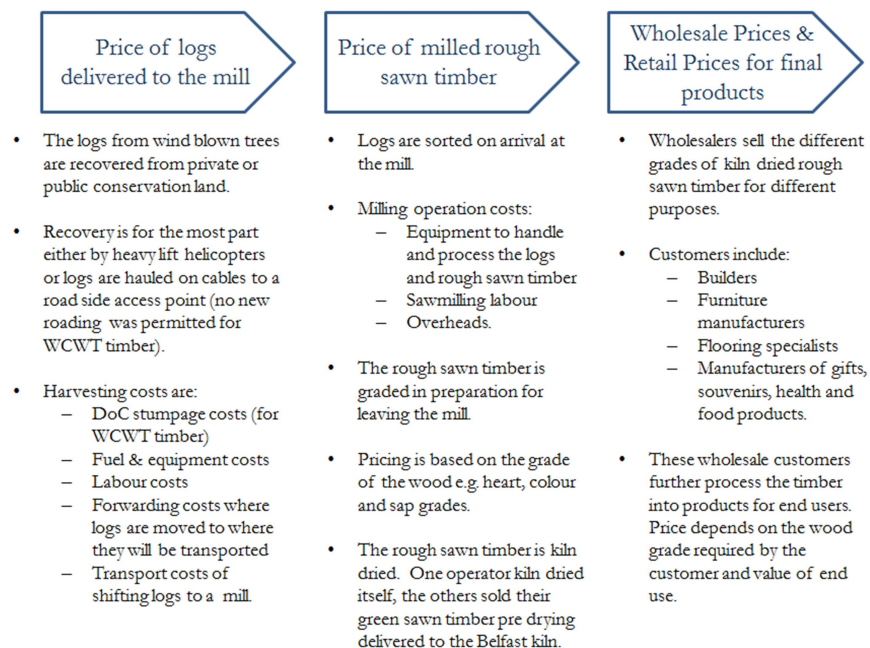 Price of logs
delivered to the mill
• The logs from wind blown trees
are recovered from private or
public conservation land.
• Recovery is for the most part
either by heavy lift helicopters
or logs are hauled on cables to a
road side access point (no new
roading was permitted for
WCWT timber).
• Harvesting costs are:
– DoC stumpage costs (for
WCWT timber)
– Fuel & equipment costs
– Labour costs
– Forwarding costs where
logs are moved to where
they will be transported
– Transport costs of
shifting logs to a mill.
Price of milled rough
sawn timber
• Logs are sorted on arrival at
the mill.
• Milling operation costs:
– Equipment to handle
and process the logs
and rough sawn timber
– Sawmilling labour
– Overheads.
• The rough sawn timber is
graded in preparation for
leaving the mill.
• Pricing is based on the grade
of the wood e.g. heart, colour
and sap grades.
• The rough sawn timber is kiln
dried. One operator kiln dried
itself, the others sold their
green sawn timber pre drying
delivered to the Belfast kiln.
Wholesale Prices &
Retail Prices for final
products
• Wholesalers sell the different
grades of kiln dried rough
sawn timber for different
purposes.
• Customers include:
– Builders
– Furniture
manufacturers
– Flooring specialists
– Manufacturers of gifts,
souvenirs, health and
food products.
• These wholesale customers
further process the timber
into products for end users.
Price depends on the wood
grade required by the
customer and value of end
use.